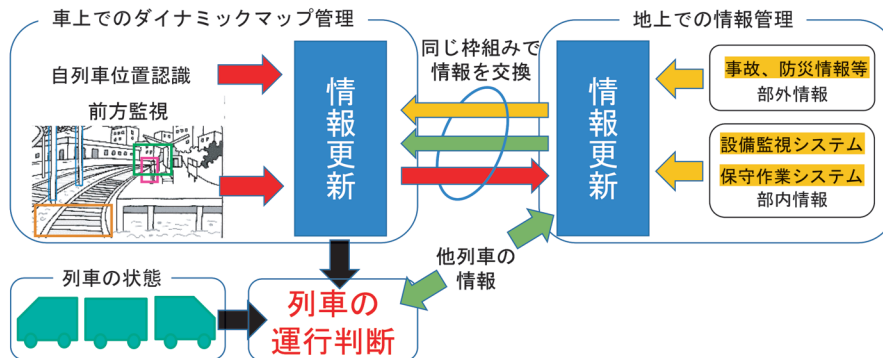 車上でのダイナミックマップ管理
自列車位置認識
前方監視
情報更新
同じ枠組みで
情報を交換
地上での情報管理
情報更新
事故、防災情報等
部外情報
設備監視システム
保守作業システム
部内情報
他列車の
情報
列車の状態
列車の
運行判断